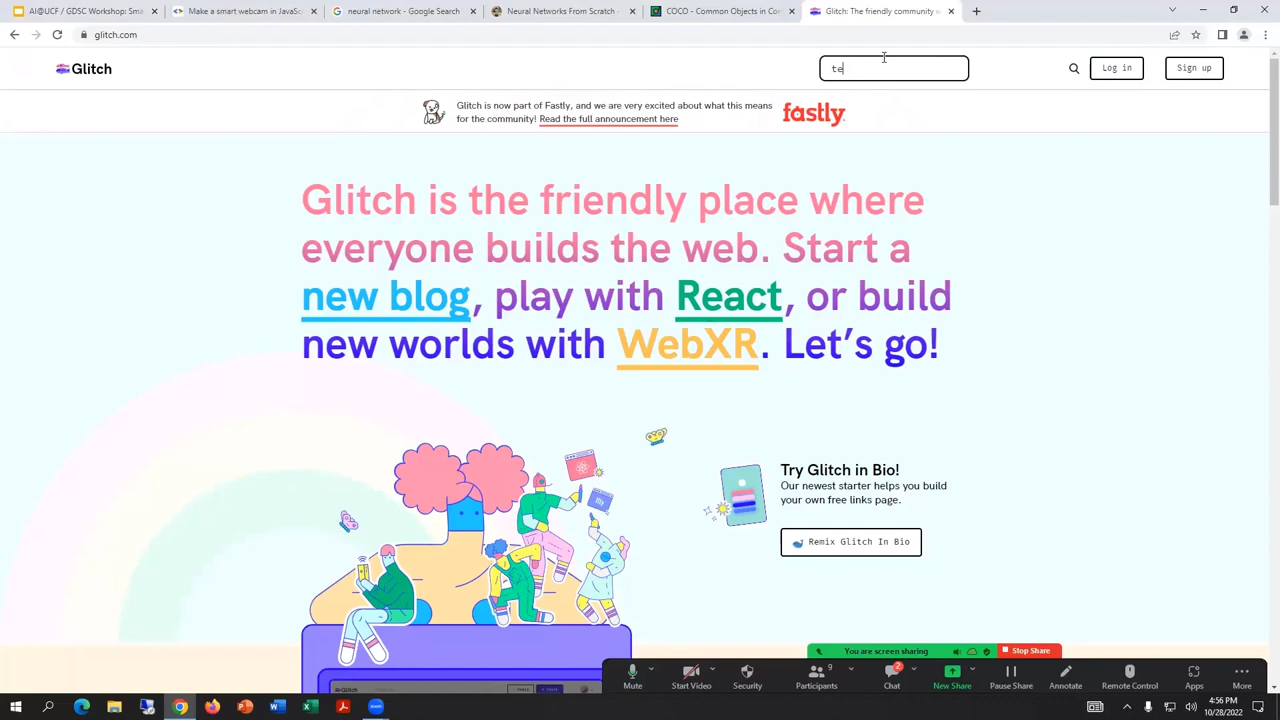 AI@UCF / GDSC Workshop: Sma
Make a smart webcam in JavaSc
neural network - Google Search
Neural Networks From Scratch -
COCO - Common Objects in Con
Glitch: The friendly community w
glitch.com
Glitch
te
Log in
Sign up
Glitch is now part of Fastly, and we are very excited about what this means
for the community! Read the full announcement here
fastly
Glitch is the friendly place where
everyone builds the web. Start a
new blog, play with React, or build
new worlds with WebXR. Let's go!
Try Glitch in Bio!
Our newest starter helps you build
your own free links page.
Remix Glitch In Bio
Glitch
You are screen sharing
Stop Share
9
2
Mute
Start Video
Security
Participants
Chat
New Share
Pause Share
Annotate
Remote Control
Apps
More
4:56 PM
10/28/2022